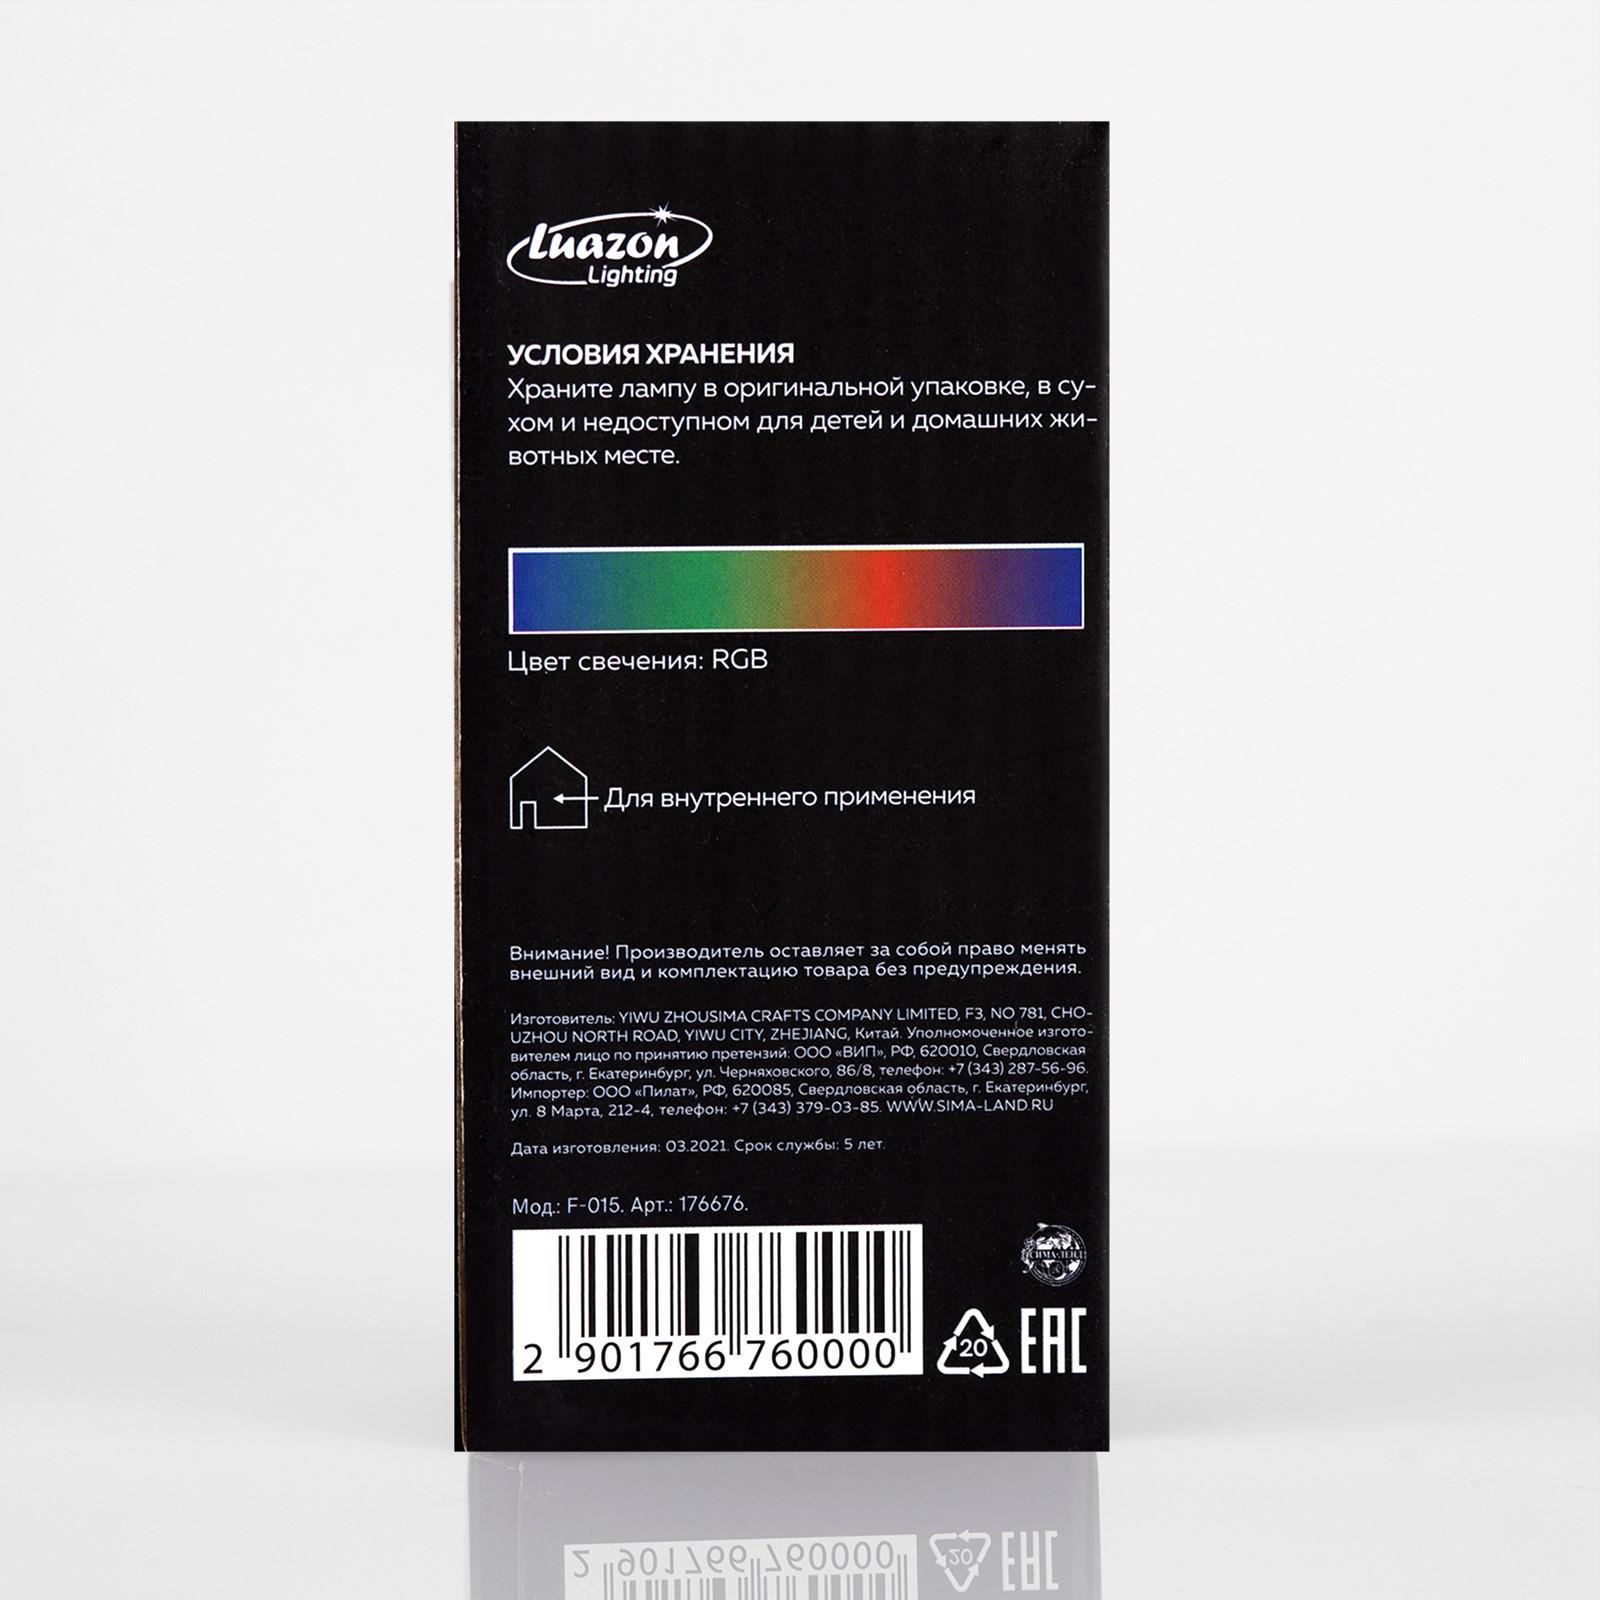 Luazon
Lighting
УСЛОВИЯ ХРАНЕНИЯ
Храните лампу в оригинальной упаковке, в су-
хом и недоступном для детей и домашних жи-
вотных месте.
Цвет свечения: RGB
Для внутреннего применения
Внимание! Производитель оставляет за собой право менять
внешний вид и комплектацию товара без предупреждения.
Изготовитель: YIWU ZHOUSIMA CRAFTS COMPANY LIMITED, F3, NO 781, CHO-
UZHOU NORTH ROAD, YIWU CITY, ZHEJIANG, Китай. Уполномоченное изгото-
вителем лицо по принятию претензий: ООО «ВИП», РФ, 620010, Свердловская
область, г. Екатеринбург, ул. Черняховского, 86/8, телефон: +7 (343) 287-56-96.
Импортер: ООО «Пилат», РФ, 620085, Свердловская область, г. Екатеринбург,
ул. 8 Марта, 212-4, телефон: +7 (343) 379-03-85. WWW.SIMA-LAND.RU
Дата изготовления: 03.2021. Срок службы: 5 лет.
Мод.: F-015. Арт.: 176676.
СИМА-ЛЕНД
2 901766 760000
20
EAC